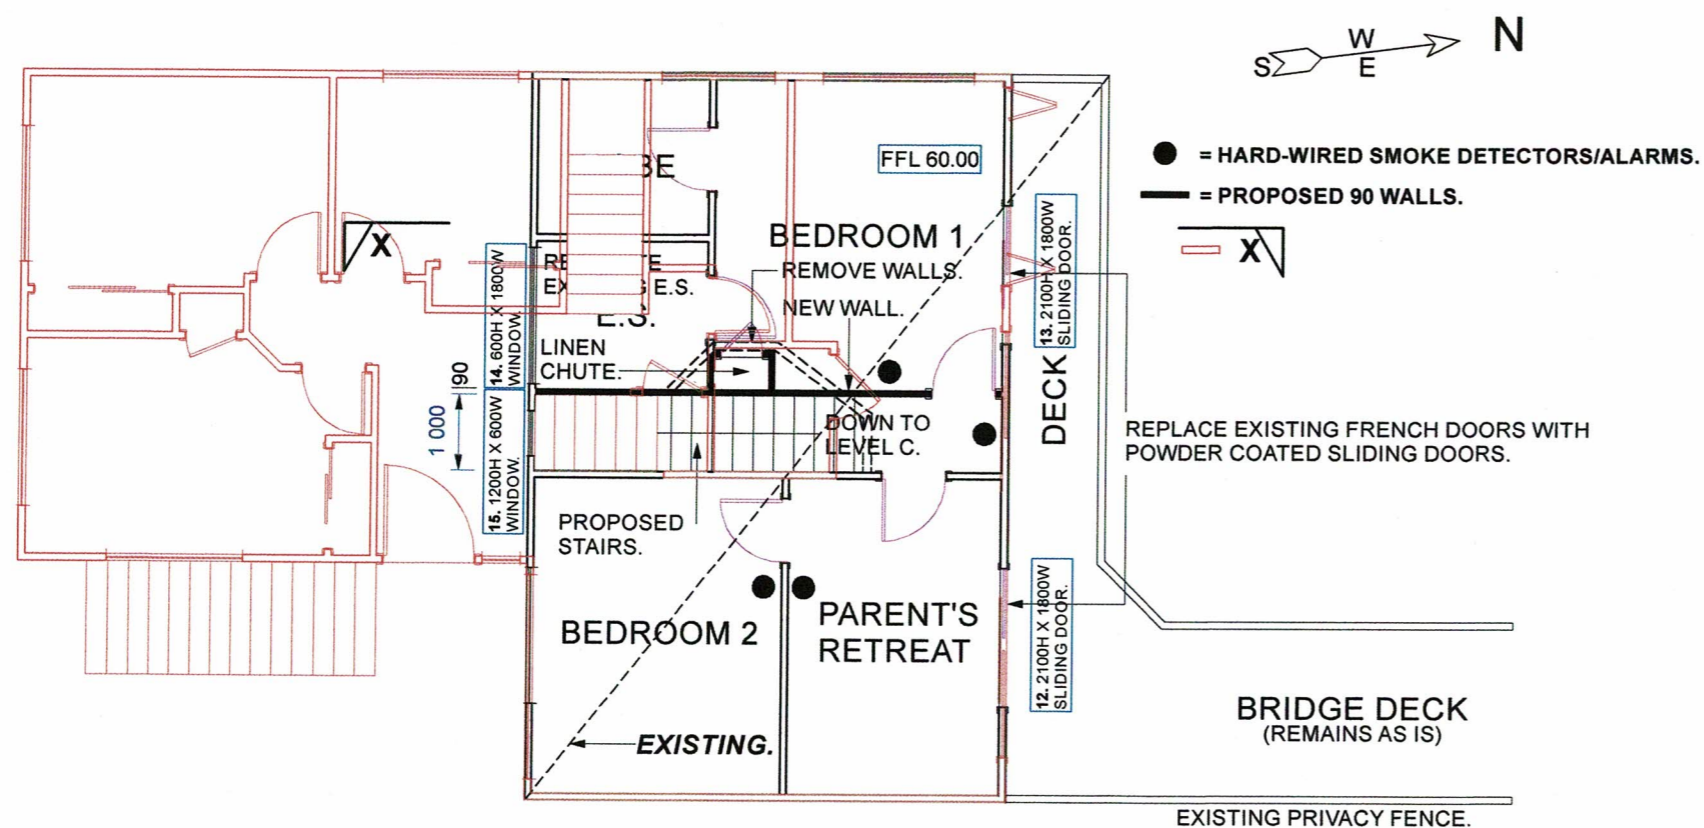 N
W
S
E
= HARD-WIRED SMOKE DETECTORS/ALARMS.
= PROPOSED 90 WALLS.
X
X
FFL 60.00
BEDROOM 1
REMOVE WALLS.
NEW WALL.
E.S.
E.S.
LINEN
CHUTE.
DOWN TO
LEVEL C.
90
1 000
14. 600H X 1800W
WINDOW.
15. 1200H X 600W
WINDOW.
13. 2100H X 1800W
SLIDING DOOR.
DECK
REPLACE EXISTING FRENCH DOORS WITH
POWDER COATED SLIDING DOORS.
PROPOSED
STAIRS.
BEDROOM 2
PARENT'S
RETREAT
12. 2100H X 1800W
SLIDING DOOR.
EXISTING.
BRIDGE DECK
(REMAINS AS IS)
EXISTING PRIVACY FENCE.